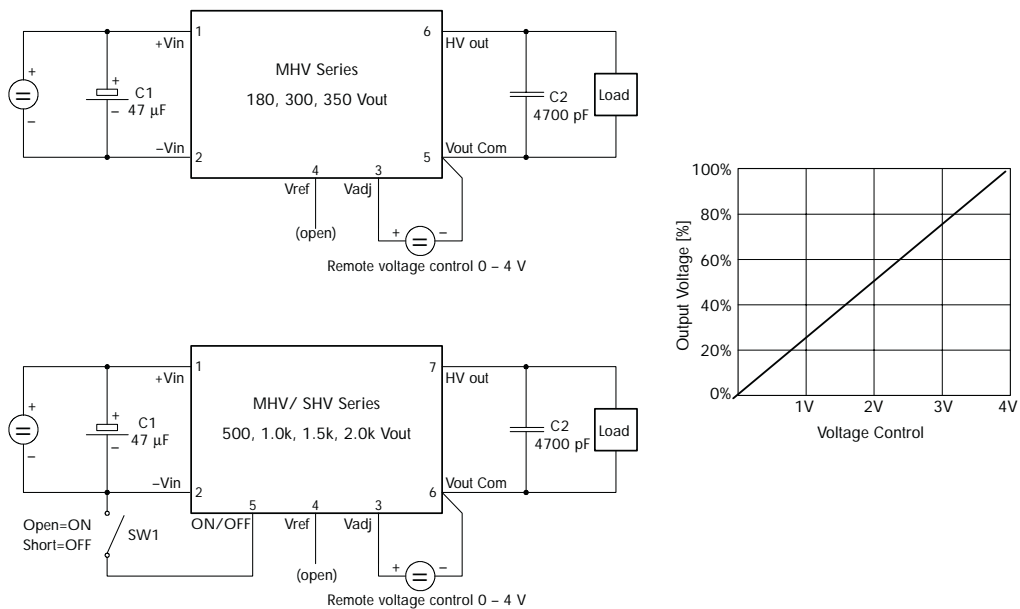 1
+Vin
+
–
+
C1
47 µF
–
–Vin
2
MHV Series
180, 300, 350 Vout
6
HV out
C2
4700 pF
Load
5
Vout Com
4
3
Vref
Vadj
(open)
+
–
Remote voltage control 0 – 4 V
1
+Vin
+
–
+
C1
47 µF
–
–Vin
2
MHV/ SHV Series
500, 1.0k, 1.5k, 2.0k Vout
7
HV out
C2
4700 pF
Load
6
Vout Com
5
4
3
ON/OFF
Vref
Vadj
Open=ON
Short=OFF
SW1
(open)
+
–
Remote voltage control 0 – 4 V
Output Voltage [%]
100%
80%
60%
40%
20%
0%
1V
2V
3V
4V
Voltage Control